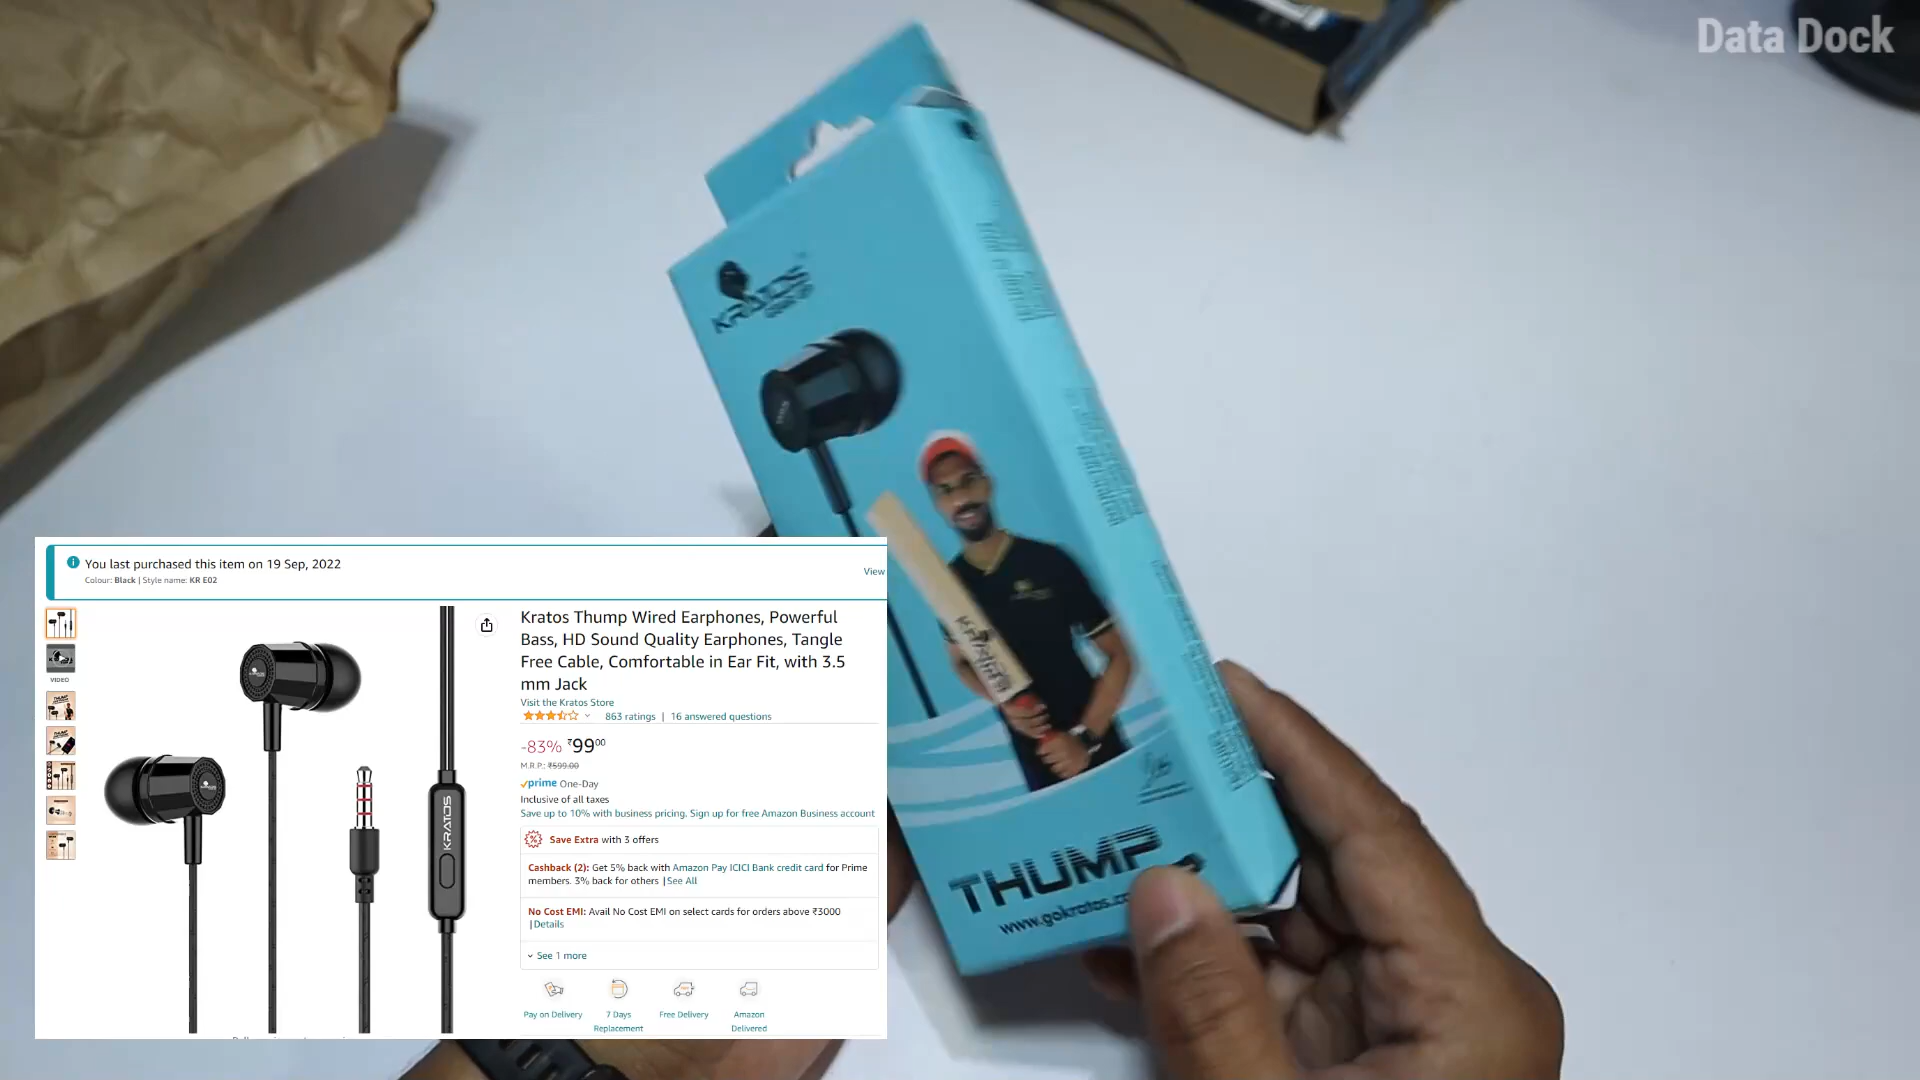 Data Dock
KRATOS
KRATOS
THUMP
www.gokratos.co
You last purchased this item on 19 Sep, 2022
Colour: Black | Style name: KR E02
View
VIDEO
KRATOS
Kratos Thump Wired Earphones, Powerful
Bass, HD Sound Quality Earphones, Tangle
Free Cable, Comfortable in Ear Fit, with 3.5
mm Jack
Visit the Kratos Store
863 ratings | 16 answered questions
-83% ₹99⁰⁰
M.R.P.: ₹599.00
prime One-Day
Inclusive of all taxes
Save up to 10% with business pricing. Sign up for free Amazon Business account
Save Extra with 3 offers
Cashback (2): Get 5% back with Amazon Pay ICICI Bank credit card for Prime
members. 3% back for others |See All
No Cost EMI: Avail No Cost EMI on select cards for orders above ₹3000
|Details
See 1 more
Pay on Delivery
7 Days
Replacement
Free Delivery
Amazon
Delivered